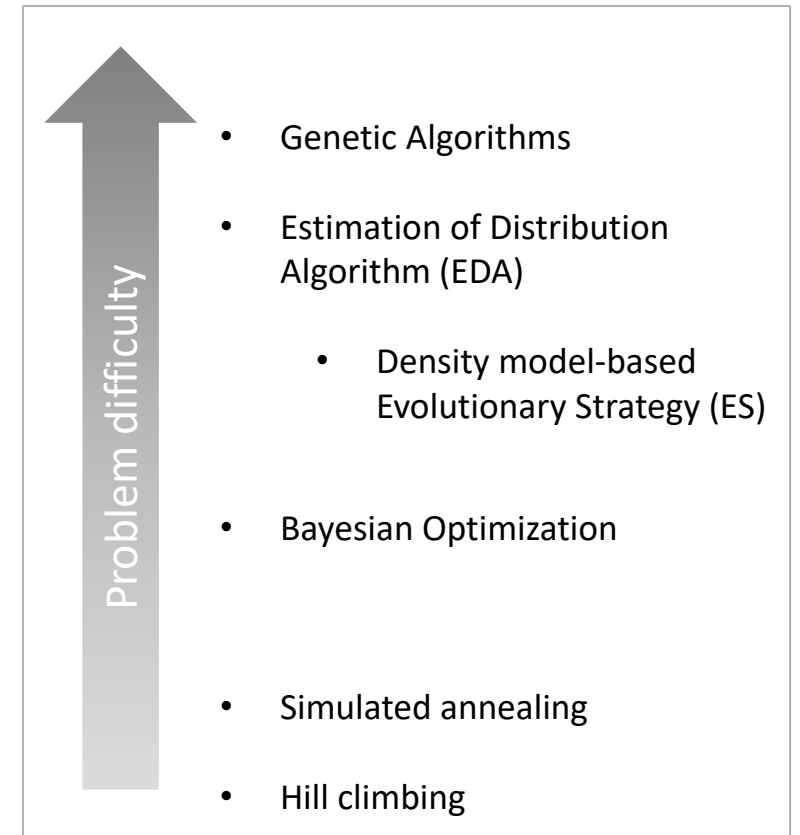 Problem difficulty
• Genetic Algorithms
• Estimation of Distribution
Algorithm (EDA)
• Density model-based
Evolutionary Strategy (ES)
• Bayesian Optimization
• Simulated annealing
• Hill climbing